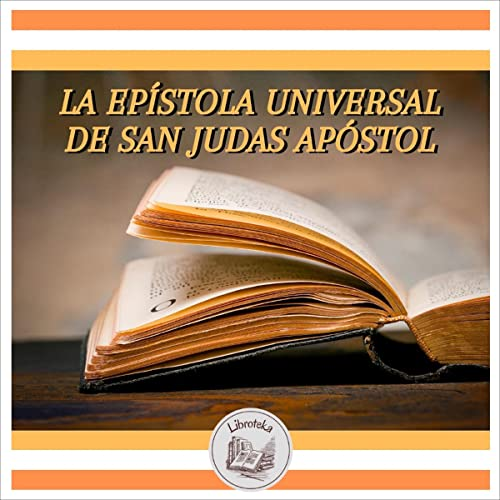 LA EPÍSTOLA UNIVERSAL
DE SAN JUDAS APÓSTOL
Libroteka